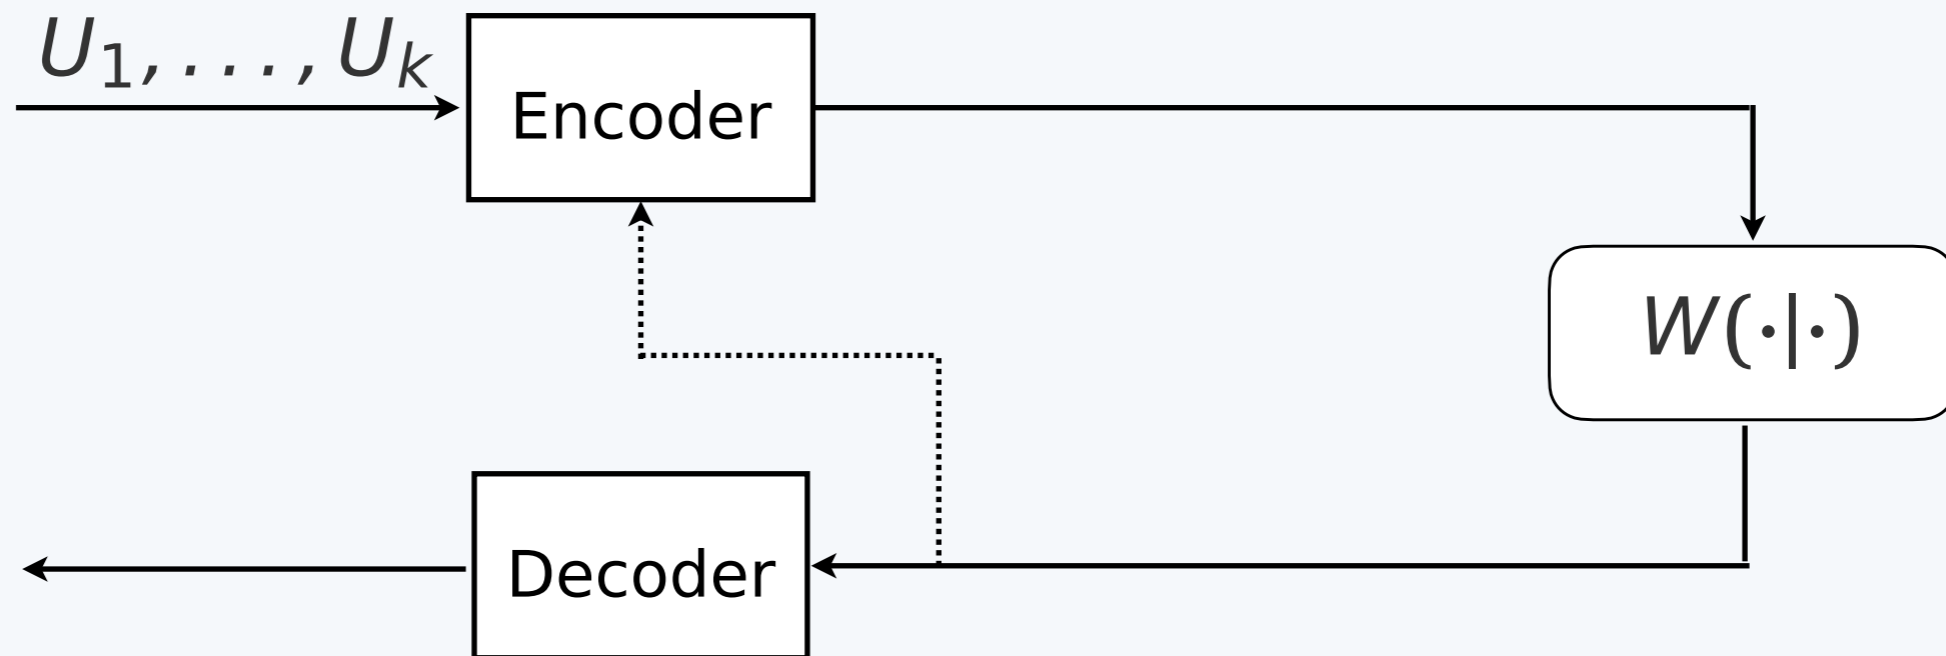 U₁, . . . , Uₖ
Encoder
W(·|·)
Decoder